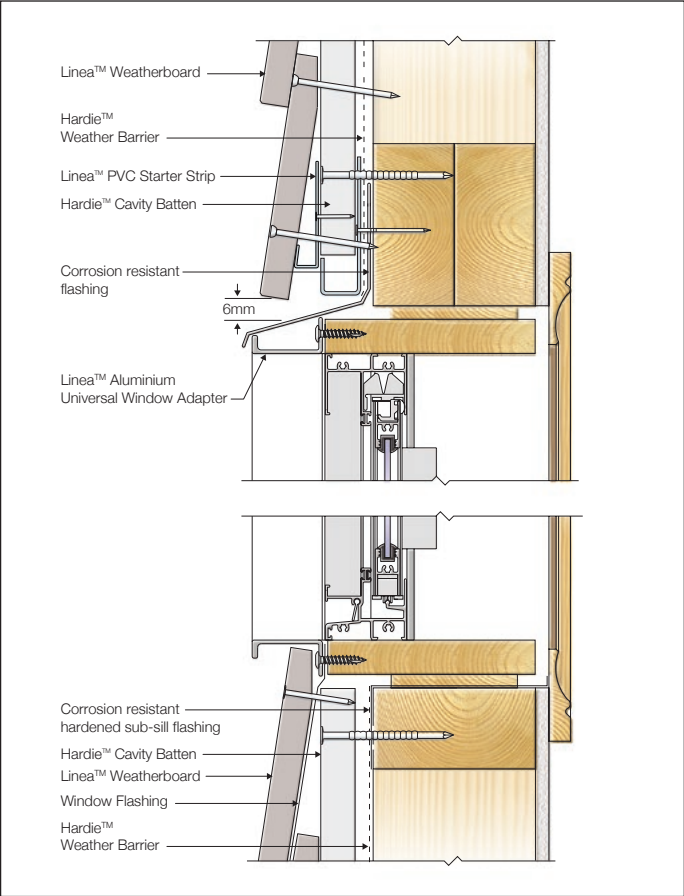 Linea™ Weatherboard
Hardie™
Weather Barrier
Linea™ PVC Starter Strip
Hardie™ Cavity Batten
Corrosion resistant
flashing
6mm
Linea™ Aluminium
Universal Window Adapter
Corrosion resistant
hardened sub-sill flashing
Hardie™ Cavity Batten
Linea™ Weatherboard
Window Flashing
Hardie™
Weather Barrier